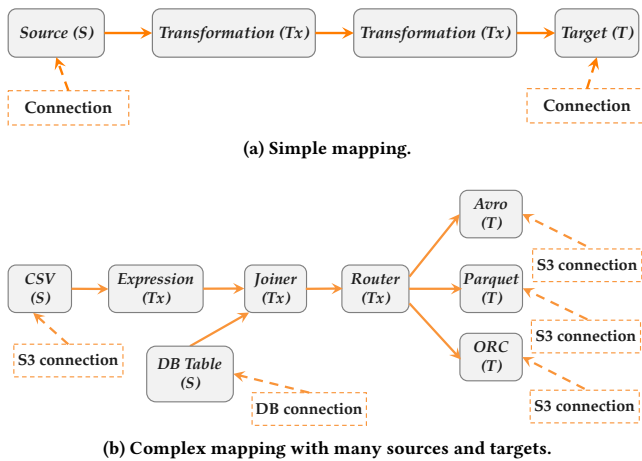 Source (S)
Transformation (Tx)
Transformation (Tx)
Target (T)
Connection
Connection
(a) Simple mapping.
Avro
(T)
S3 connection
CSV
(S)
Expression
(Tx)
Joiner
(Tx)
Router
(Tx)
Parquet
(T)
S3 connection
S3 connection
DB Table
(S)
DB connection
ORC
(T)
S3 connection
(b) Complex mapping with many sources and targets.